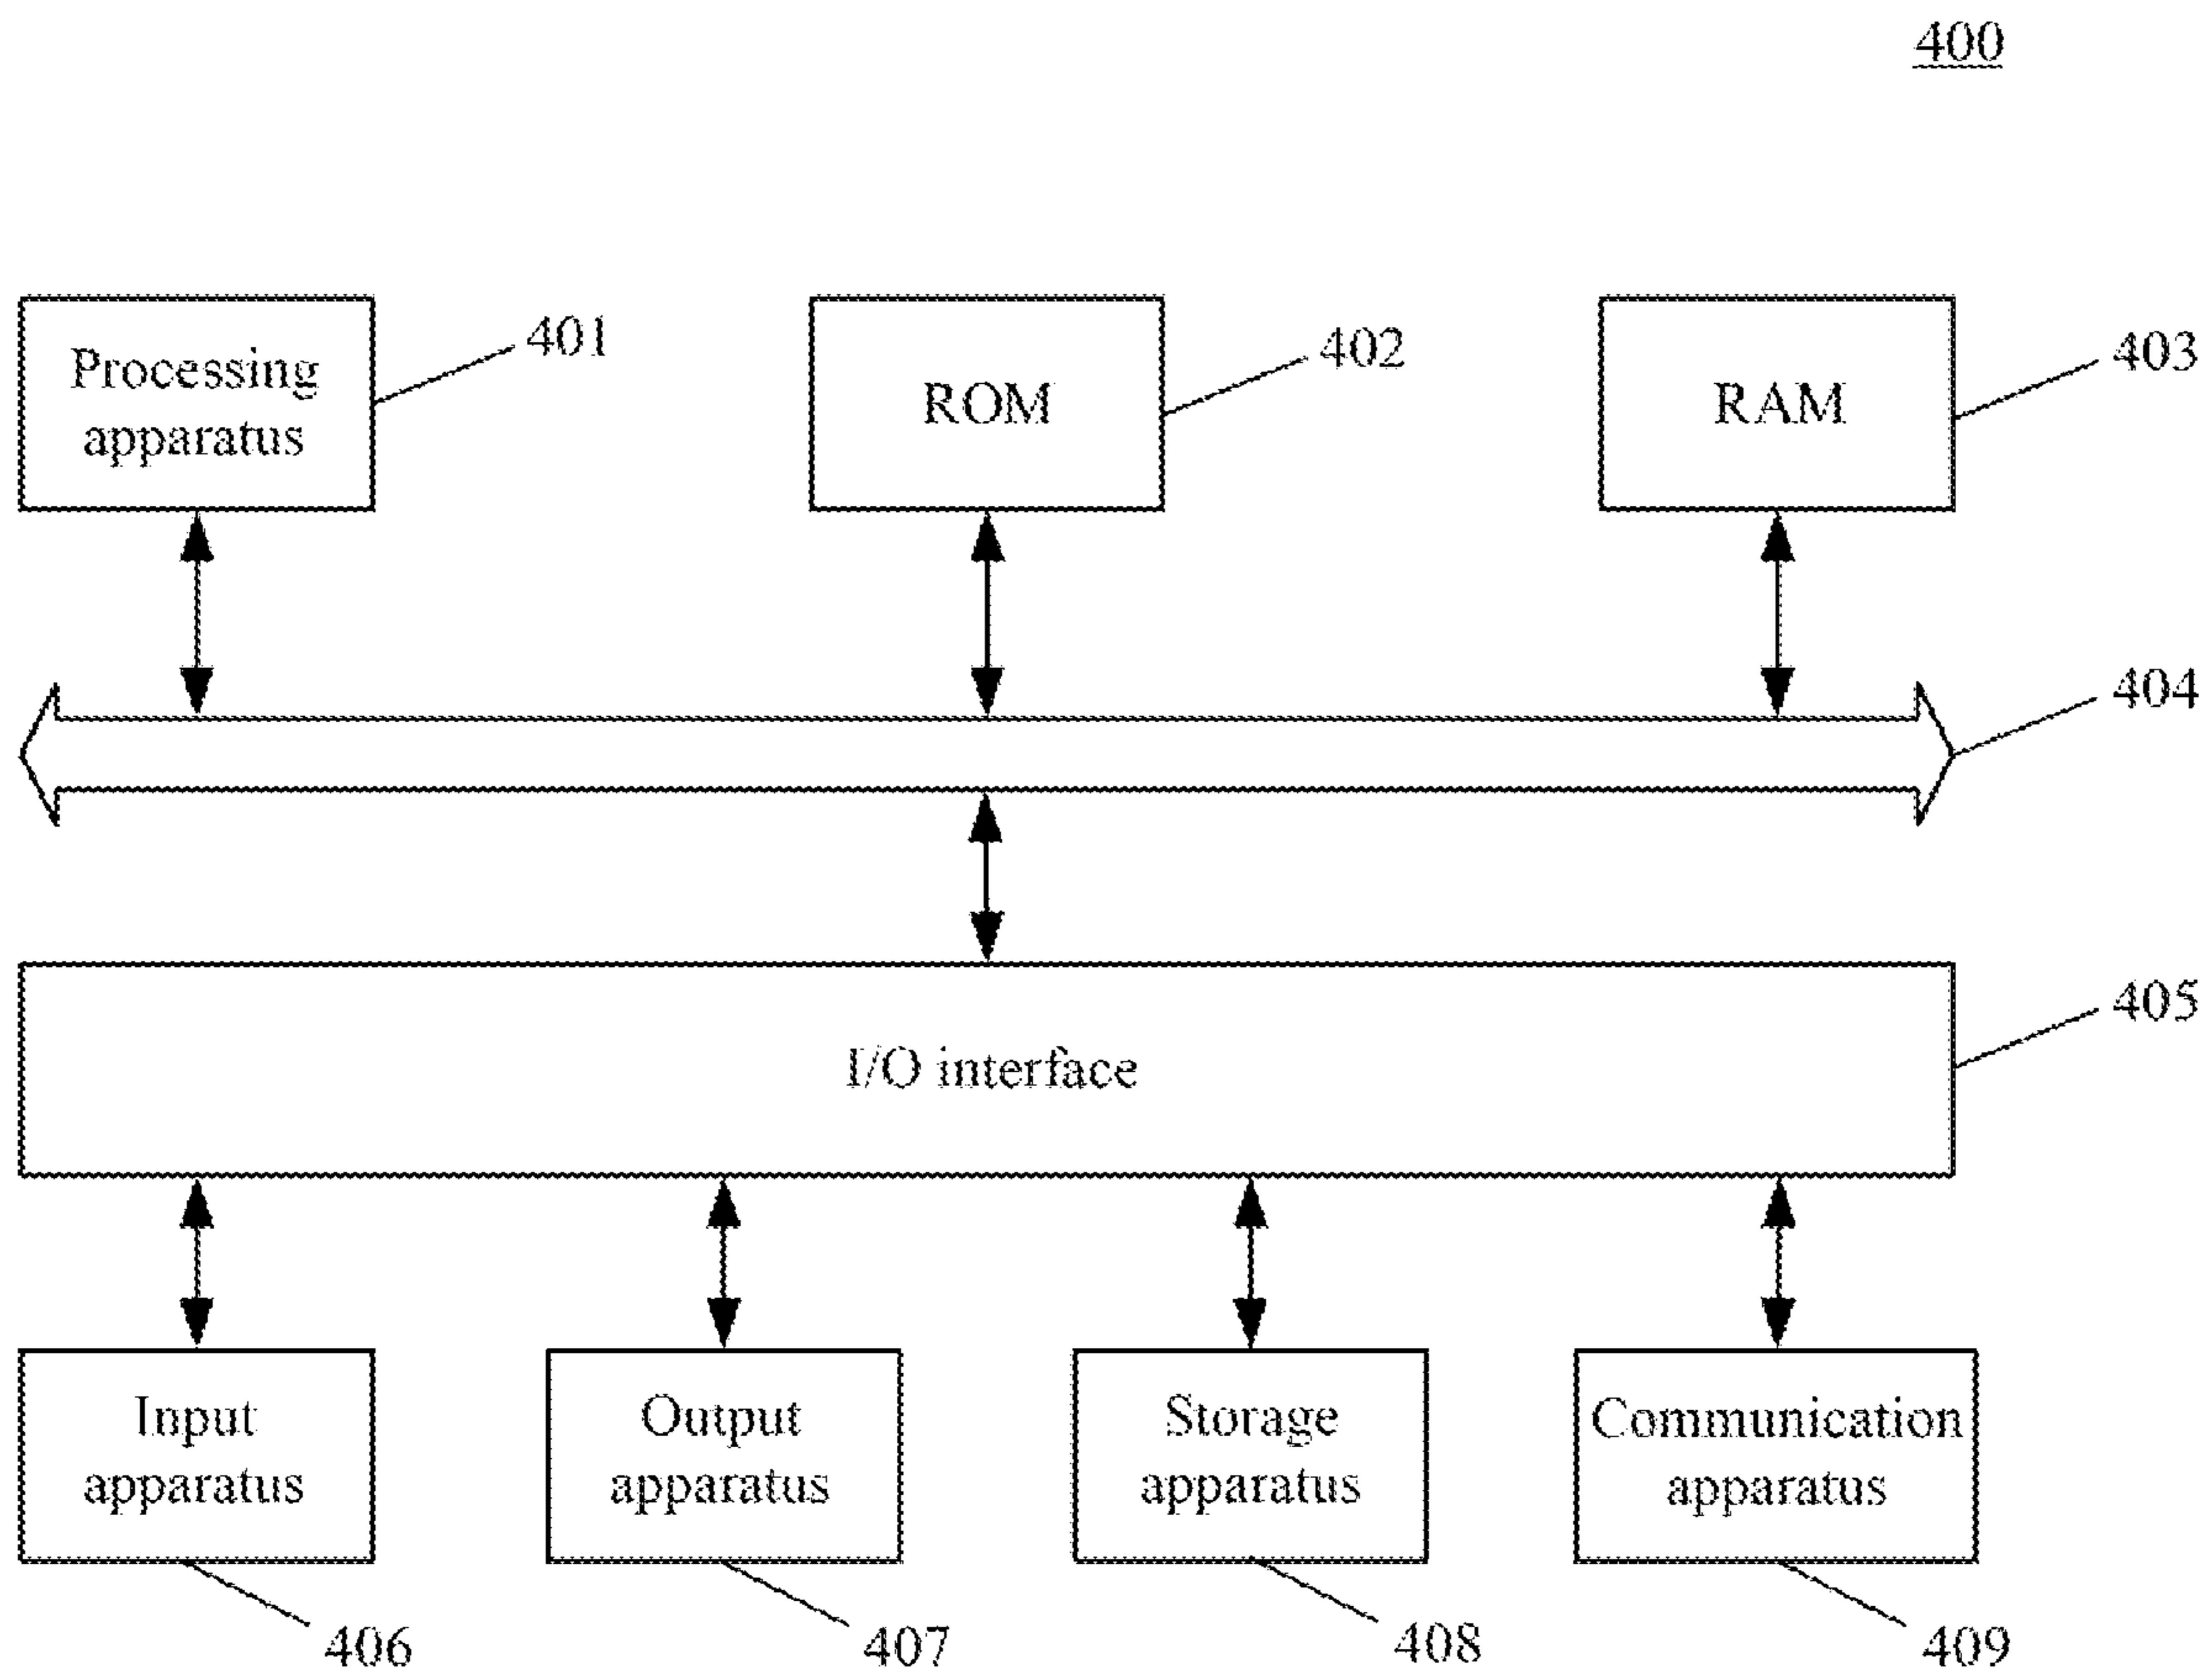 400
Processing
apparatus
401
ROM
402
RAM
403
404
I/O interface
405
Input
apparatus
Output
apparatus
Storage
apparatus
Communication
apparatus
406
407
408
409